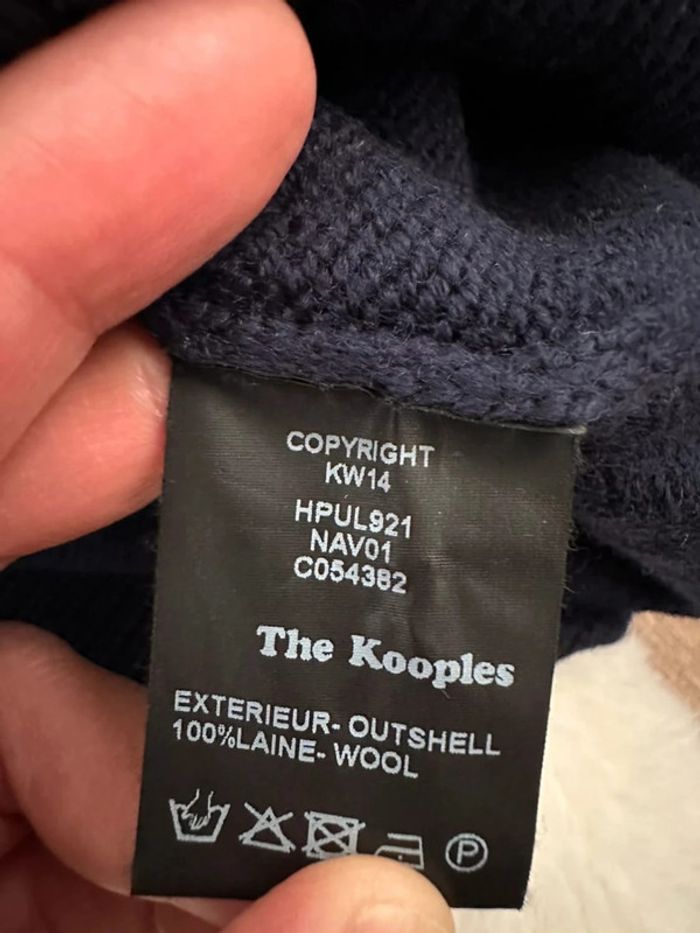 COPYRIGHT
KW14
HPUL921
NAV01
C054382
The Kooples
EXTERIEUR- OUTSHELL
100%LAINE- WOOL
P